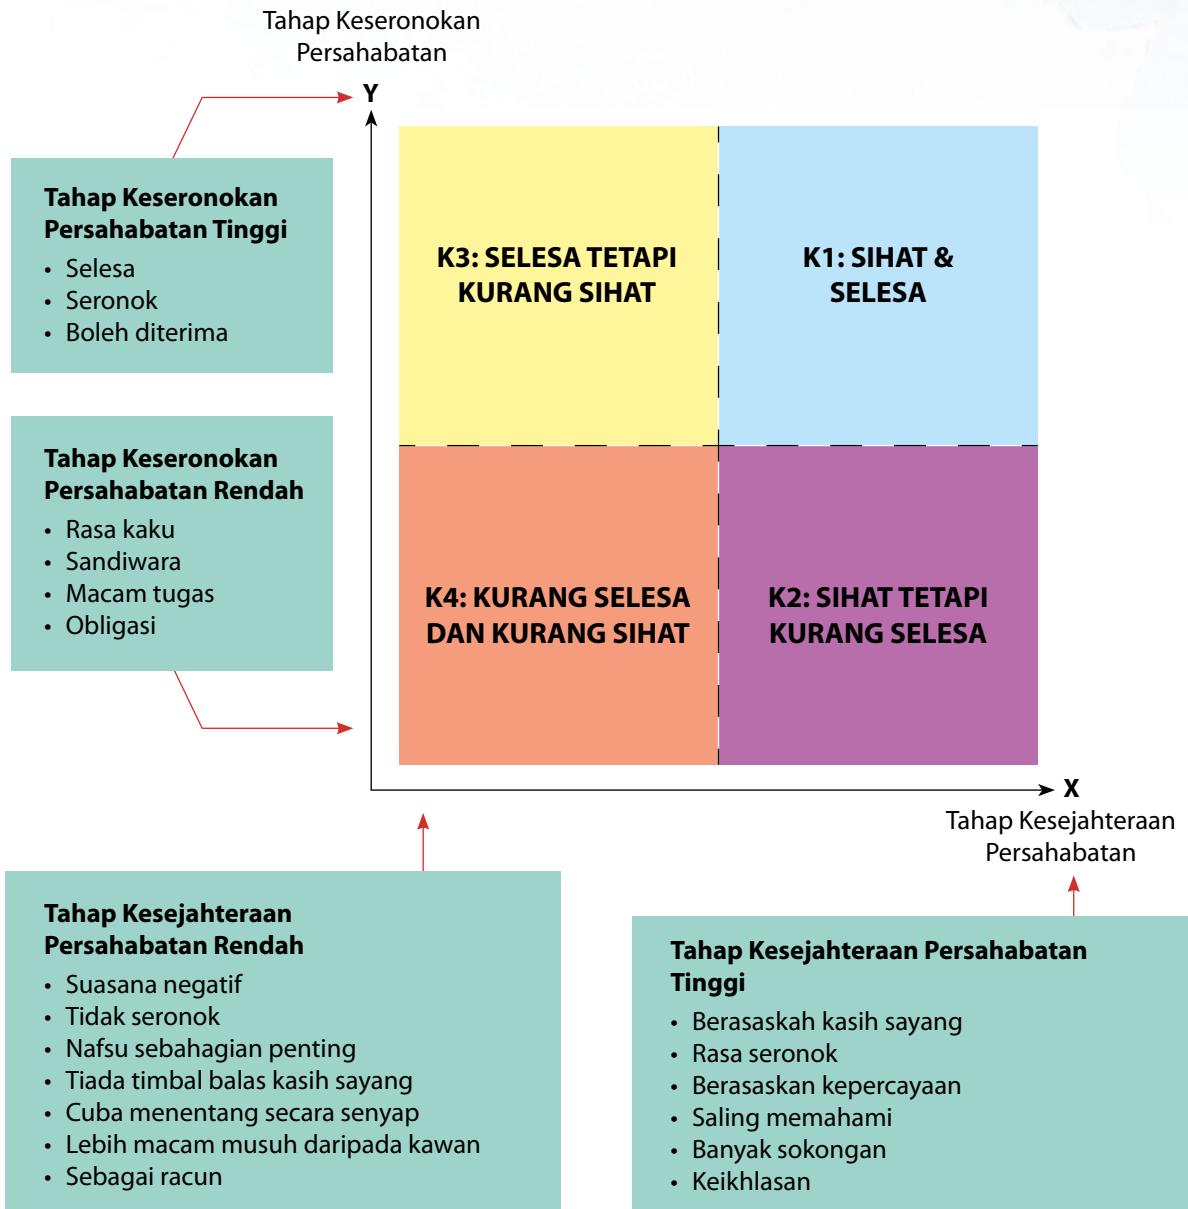 Tahap Keseronokan
Persahabatan
Y
Tahap Keseronokan
Persahabatan Tinggi
• Selesa
• Seronok
• Boleh diterima
K3: SELESA TETAPI
KURANG SIHAT
K1: SIHAT &
SELESA
Tahap Keseronokan
Persahabatan Rendah
• Rasa kaku
• Sandiwara
• Macam tugas
• Obligasi
K4: KURANG SELESA
DAN KURANG SIHAT
K2: SIHAT TETAPI
KURANG SELESA
X
Tahap Kesejahteraan
Persahabatan
Tahap Kesejahteraan
Persahabatan Rendah
• Suasana negatif
• Tidak seronok
• Nafsu sebahagian penting
• Tiada timbal balas kasih sayang
• Cuba menentang secara senyap
• Lebih macam musuh daripada kawan
• Sebagai racun
Tahap Kesejahteraan Persahabatan
Tinggi
• Berasaskah kasih sayang
• Rasa seronok
• Berasaskan kepercayaan
• Saling memahami
• Banyak sokongan
• Keikhlasan